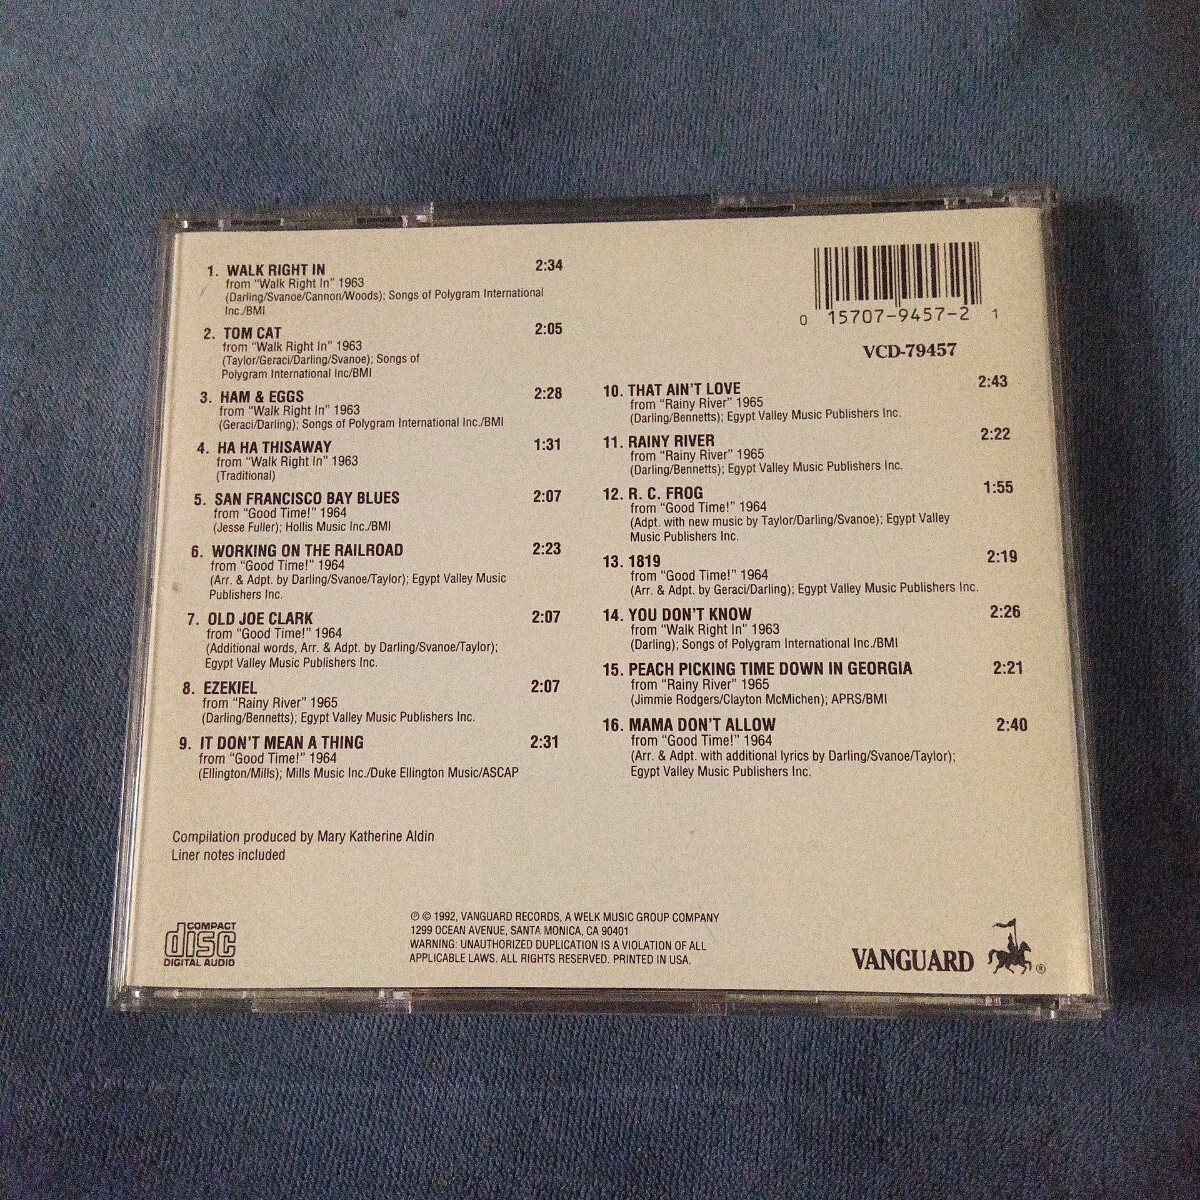 1. WALK RIGHT IN 2:34
from "Walk Right In" 1963
(Darling/Svanoe/Cannon/Woods); Songs of Polygram International
Inc./BMI
2. TOM CAT 2:05
from "Walk Right In" 1963
(Taylor/Geraci/Darling/Svanoe); Songs of
Polygram International Inc/BMI
3. HAM & EGGS 2:28
from "Walk Right In" 1963
(Geraci/Darling); Songs of Polygram International Inc./BMI
4. HA HA THISAWAY 1:31
from "Walk Right In" 1963
(Traditional)
5. SAN FRANCISCO BAY BLUES 2:07
from "Good Time!" 1964
(Jesse Fuller); Hollis Music Inc./BMI
6. WORKING ON THE RAILROAD 2:23
from "Good Time!" 1964
(Arr. & Adpt. by Darling/Svanoe/Taylor); Egypt Valley Music
Publishers Inc.
7. OLD JOE CLARK 2:07
from "Good Time!" 1964
(Additional words, Arr. & Adpt. by Darling/Svanoe/Taylor);
Egypt Valley Music Publishers Inc.
8. EZEKIEL 2:07
from "Rainy River" 1965
(Darling/Bennetts); Egypt Valley Music Publishers Inc.
9. IT DON'T MEAN A THING 2:31
from "Good Time!" 1964
(Ellington/Mills); Mills Music Inc./Duke Ellington Music/ASCAP
0 15707-9457-2 1
VCD-79457
10. THAT AIN'T LOVE 2:43
from "Rainy River" 1965
(Darling/Bennetts); Egypt Valley Music Publishers Inc.
11. RAINY RIVER 2:22
from "Rainy River" 1965
(Darling/Bennetts); Egypt Valley Music Publishers Inc.
12. R. C. FROG 1:55
from "Good Time!" 1964
(Adpt. with new music by Taylor/Darling/Svanoe); Egypt Valley
Music Publishers Inc.
13. 1819 2:19
from "Good Time!" 1964
(Arr. & Adpt. by Geraci/Darling); Egypt Valley Music Publishers Inc.
14. YOU DON'T KNOW 2:26
from "Walk Right In" 1963
(Darling); Songs of Polygram International Inc./BMI
15. PEACH PICKING TIME DOWN IN GEORGIA 2:21
from "Rainy River" 1965
(Jimmie Rodgers/Clayton McMichen); APRS/BMI
16. MAMA DON'T ALLOW 2:40
from "Good Time!" 1964
(Arr. & Adpt. with additional lyrics by Darling/Svanoe/Taylor);
Egypt Valley Music Publishers Inc.
Compilation produced by Mary Katherine Aldin
Liner notes included
COMPACT
disc
DIGITAL AUDIO
℗ © 1992, VANGUARD RECORDS, A WELK MUSIC GROUP COMPANY
1299 OCEAN AVENUE, SANTA MONICA, CA 90401
WARNING: UNAUTHORIZED DUPLICATION IS A VIOLATION OF ALL
APPLICABLE LAWS. ALL RIGHTS RESERVED. PRINTED IN USA.
VANGUARD ®